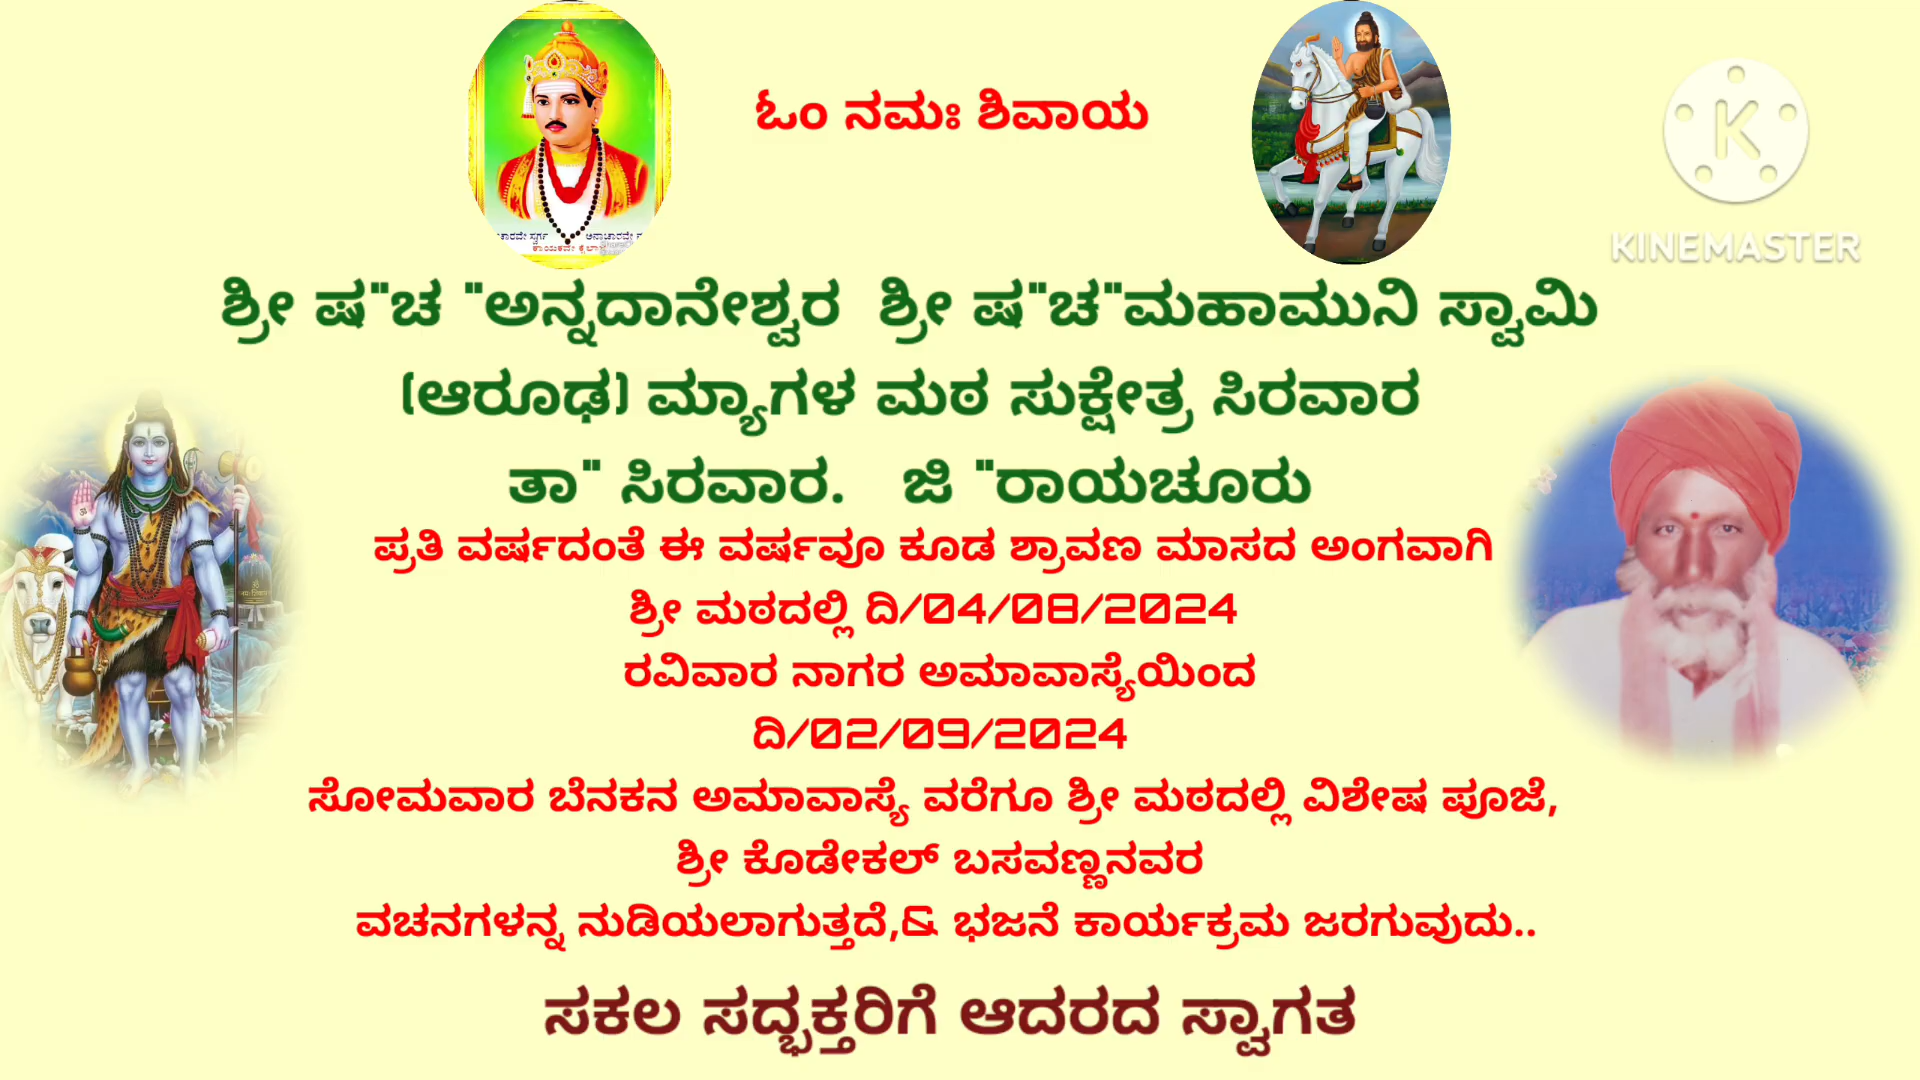 ಓಂ ನಮಃ ಶಿವಾಯ
KINEMASTER
ಕಾಯಕವೇ ಕೈಲಾಸ
ಶ್ರೀ ಷ"ಚ "ಅನ್ನದಾನೇಶ್ವರ ಶ್ರೀ ಷ"ಚ"ಮಹಾಮುನಿ ಸ್ವಾಮಿ
(ಆರೂಢ) ಮ್ಯಾಗಳ ಮಠ ಸುಕ್ಷೇತ್ರ ಸಿರವಾರ
ತಾ" ಸಿರವಾರ. ಜಿ "ರಾಯಚೂರು
ಪ್ರತಿ ವರ್ಷದಂತೆ ಈ ವರ್ಷವೂ ಕೂಡ ಶ್ರಾವಣ ಮಾಸದ ಅಂಗವಾಗಿ
ಶ್ರೀ ಮಠದಲ್ಲಿ ದಿ/04/08/2024
ರವಿವಾರ ನಾಗರ ಅಮಾವಾಸ್ಯೆಯಿಂದ
ದಿ/02/09/2024
ಸೋಮವಾರ ಬೆನಕನ ಅಮಾವಾಸ್ಯೆ ವರೆಗೂ ಶ್ರೀ ಮಠದಲ್ಲಿ ವಿಶೇಷ ಪೂಜೆ,
ಶ್ರೀ ಕೊಡೇಕಲ್ ಬಸವಣ್ಣನವರ
ವಚನಗಳನ್ನ ನುಡಿಯಲಾಗುತ್ತದೆ,& ಭಜನೆ ಕಾರ್ಯಕ್ರಮ ಜರಗುವುದು..
ಸಕಲ ಸದ್ಭಕ್ತರಿಗೆ ಆದರದ ಸ್ವಾಗತ